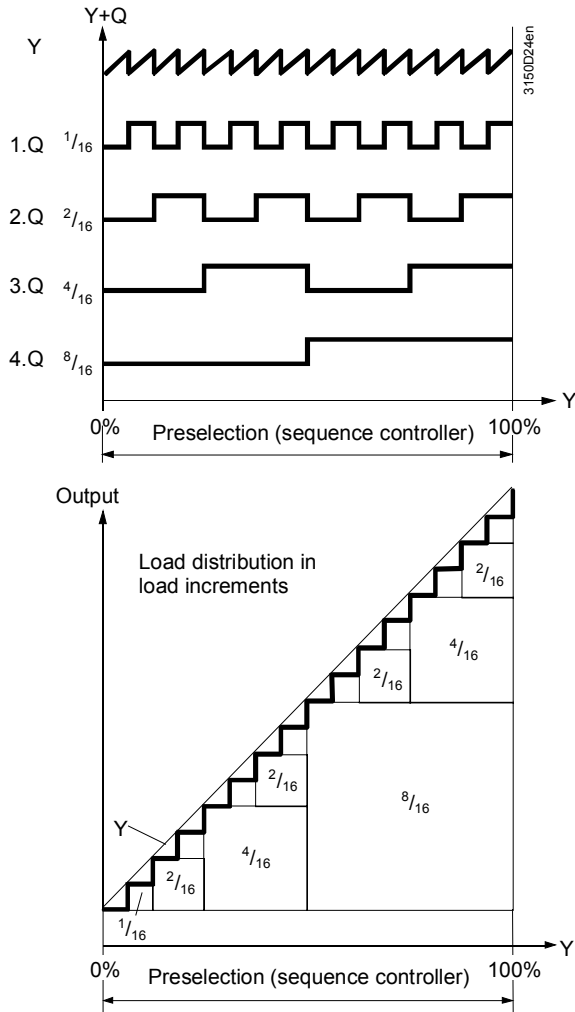 Y+Q
Y
3150D24en
1.Q 1/16
2.Q 2/16
3.Q 4/16
4.Q 8/16
Y
0% 100%
Preselection (sequence controller)
Output
Load distribution in
load increments
2/16
4/16
2/16
2/16
8/16
Y
4/16
2/16
1/16
Y
0% 100%
Preselection (sequence controller)